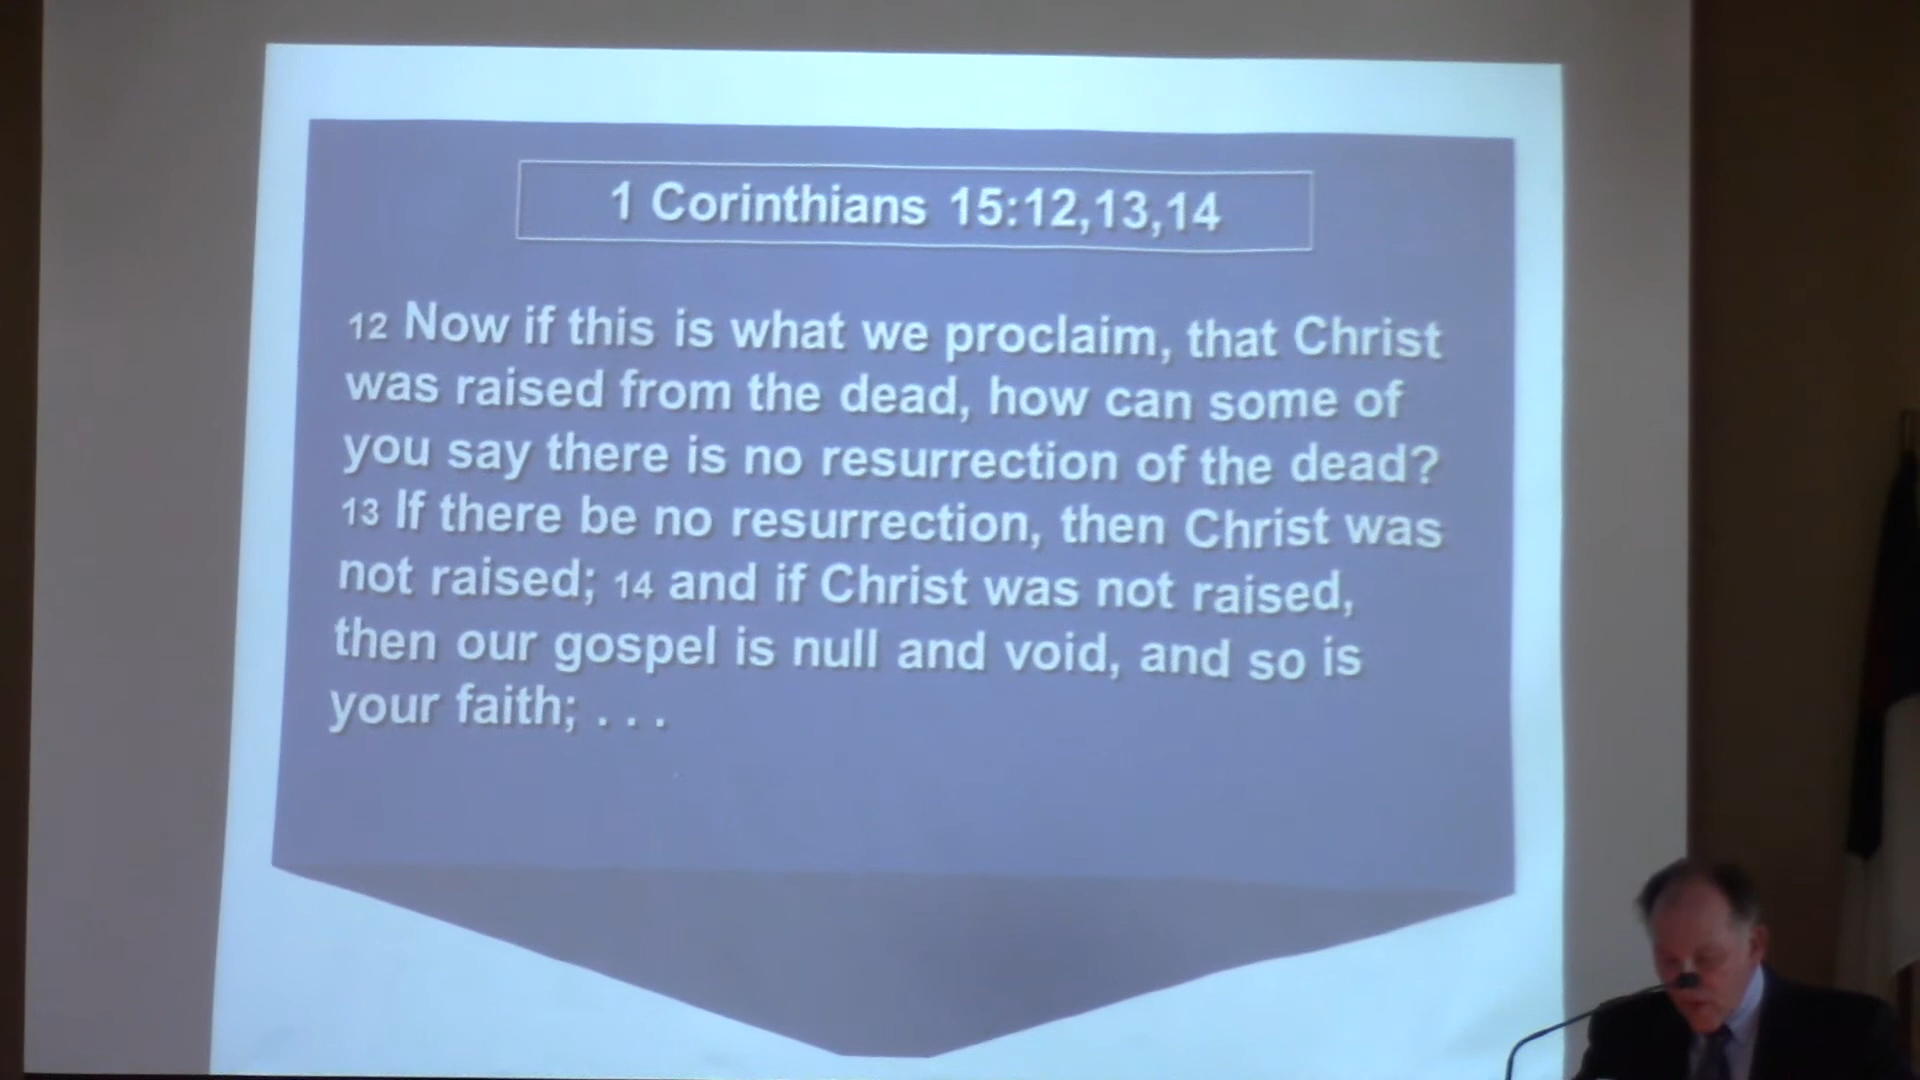 1 Corinthians 15:12,13,14
12 Now if this is what we proclaim, that Christ
was raised from the dead, how can some of
you say there is no resurrection of the dead?
13 If there be no resurrection, then Christ was
not raised; 14 and if Christ was not raised,
then our gospel is null and void, and so is
your faith; . . .